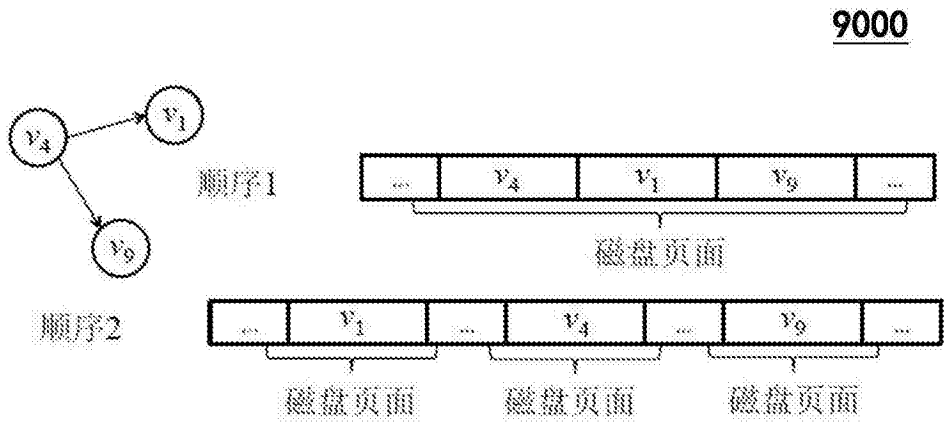 9000
v4
v1
v9
顺序1
... v4 v1 v9 ...
磁盘页面
顺序2
... v1 ... v4 ... v9 ...
磁盘页面 磁盘页面 磁盘页面